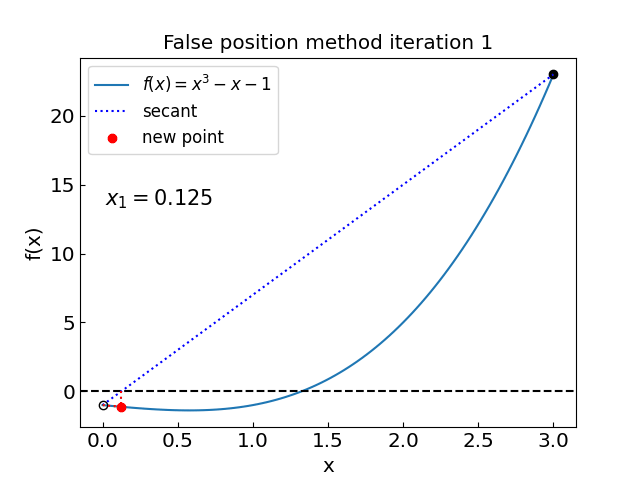 False position method iteration 1
f(x) = x³ − x − 1
secant
new point
x₁ = 0.125
f(x)
20
15
10
5
0
0.0 0.5 1.0 1.5 2.0 2.5 3.0
x